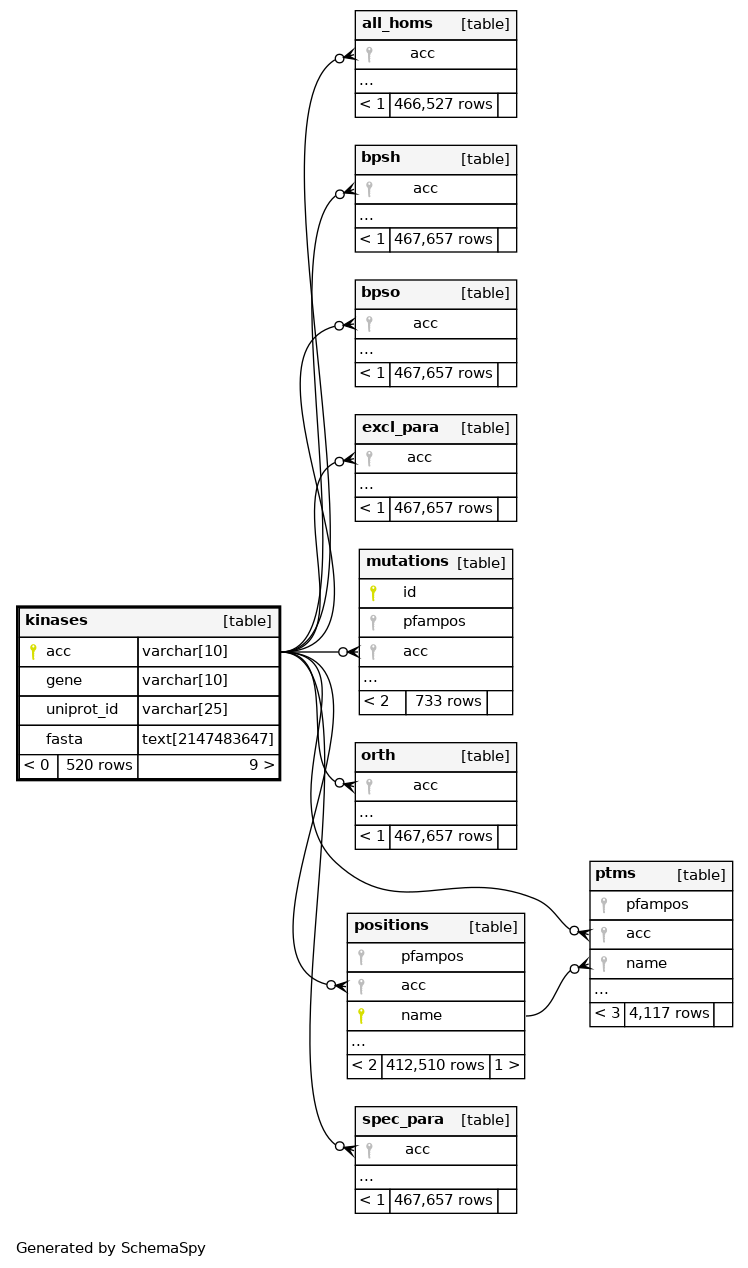 all_homs [table]
acc
...
< 1 466,527 rows
bpsh [table]
acc
...
< 1 467,657 rows
bpso [table]
acc
...
< 1 467,657 rows
excl_para [table]
acc
...
< 1 467,657 rows
mutations [table]
id
pfampos
acc
...
< 2 733 rows
kinases [table]
acc varchar[10]
gene varchar[10]
uniprot_id varchar[25]
fasta text[2147483647]
< 0 520 rows 9 >
orth [table]
acc
...
< 1 467,657 rows
ptms [table]
pfampos
acc
name
...
< 3 4,117 rows
positions [table]
pfampos
acc
name
...
< 2 412,510 rows 1 >
spec_para [table]
acc
...
< 1 467,657 rows
Generated by SchemaSpy